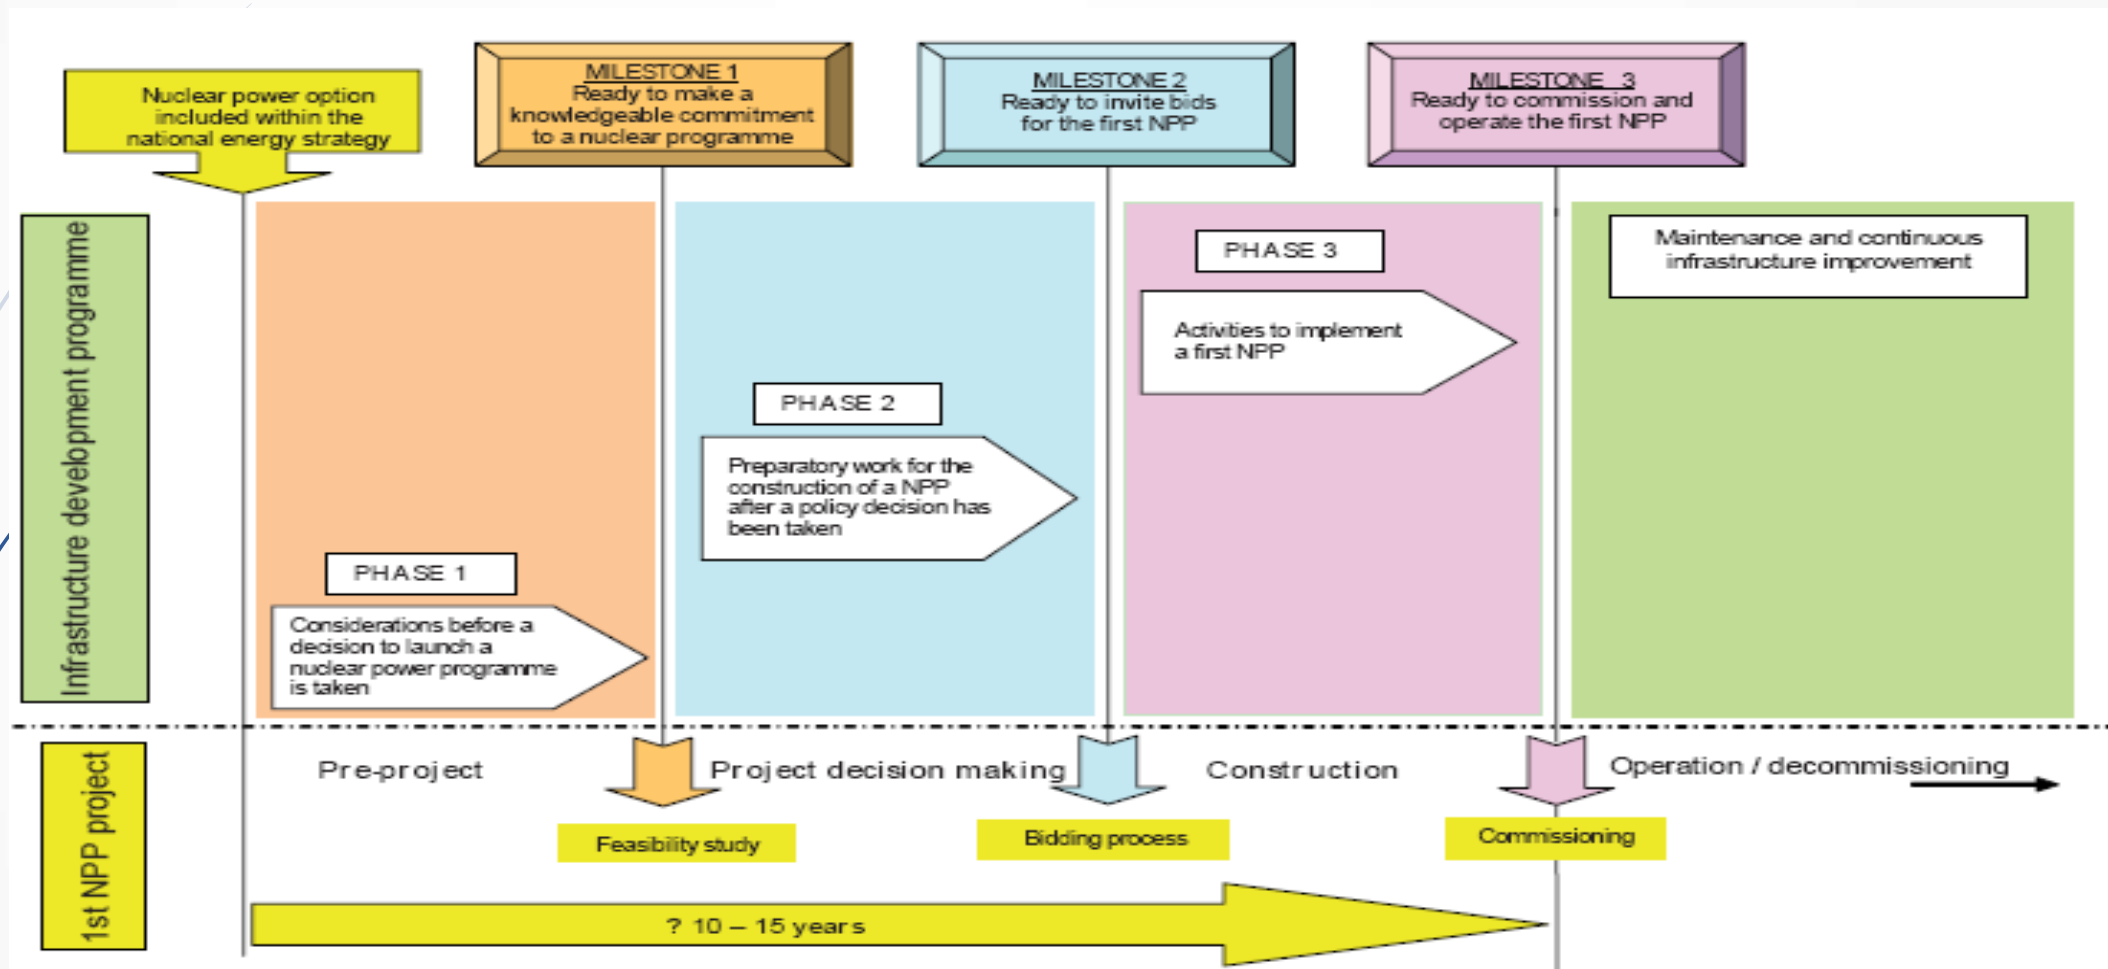 Nuclear power option
included within the
national energy strategy
MILESTONE 1
Ready to make a
knowledgeable commitment
to a nuclear programme
MILESTONE 2
Ready to invite bids
for the first NPP
MILESTONE 3
Ready to commission and
operate the first NPP
Infrastructure development programme
PHASE 1
Considerations before a
decision to launch a
nuclear power programme
is taken
PHASE 2
Preparatory work for the
construction of a NPP
after a policy decision has
been taken
PHASE 3
Activities to implement
a first NPP
Maintenance and continuous
infrastructure improvement
1st NPP project
Pre-project
Project decision making
Construction
Operation / decommissioning
Feasibility study
Bidding process
Commissioning
? 10 – 15 years